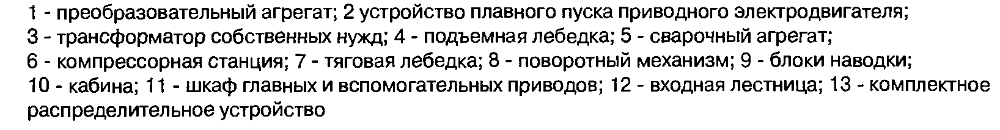 1 - преобразовательный агрегат; 2 устройство плавного пуска приводного электродвигателя;
3 - трансформатор собственных нужд; 4 - подъемная лебедка; 5 - сварочный агрегат;
6 - компрессорная станция; 7 - тяговая лебедка; 8 - поворотный механизм; 9 - блоки наводки;
10 - кабина; 11 - шкаф главных и вспомогательных приводов; 12 - входная лестница; 13 - комплектное
распределительное устройство